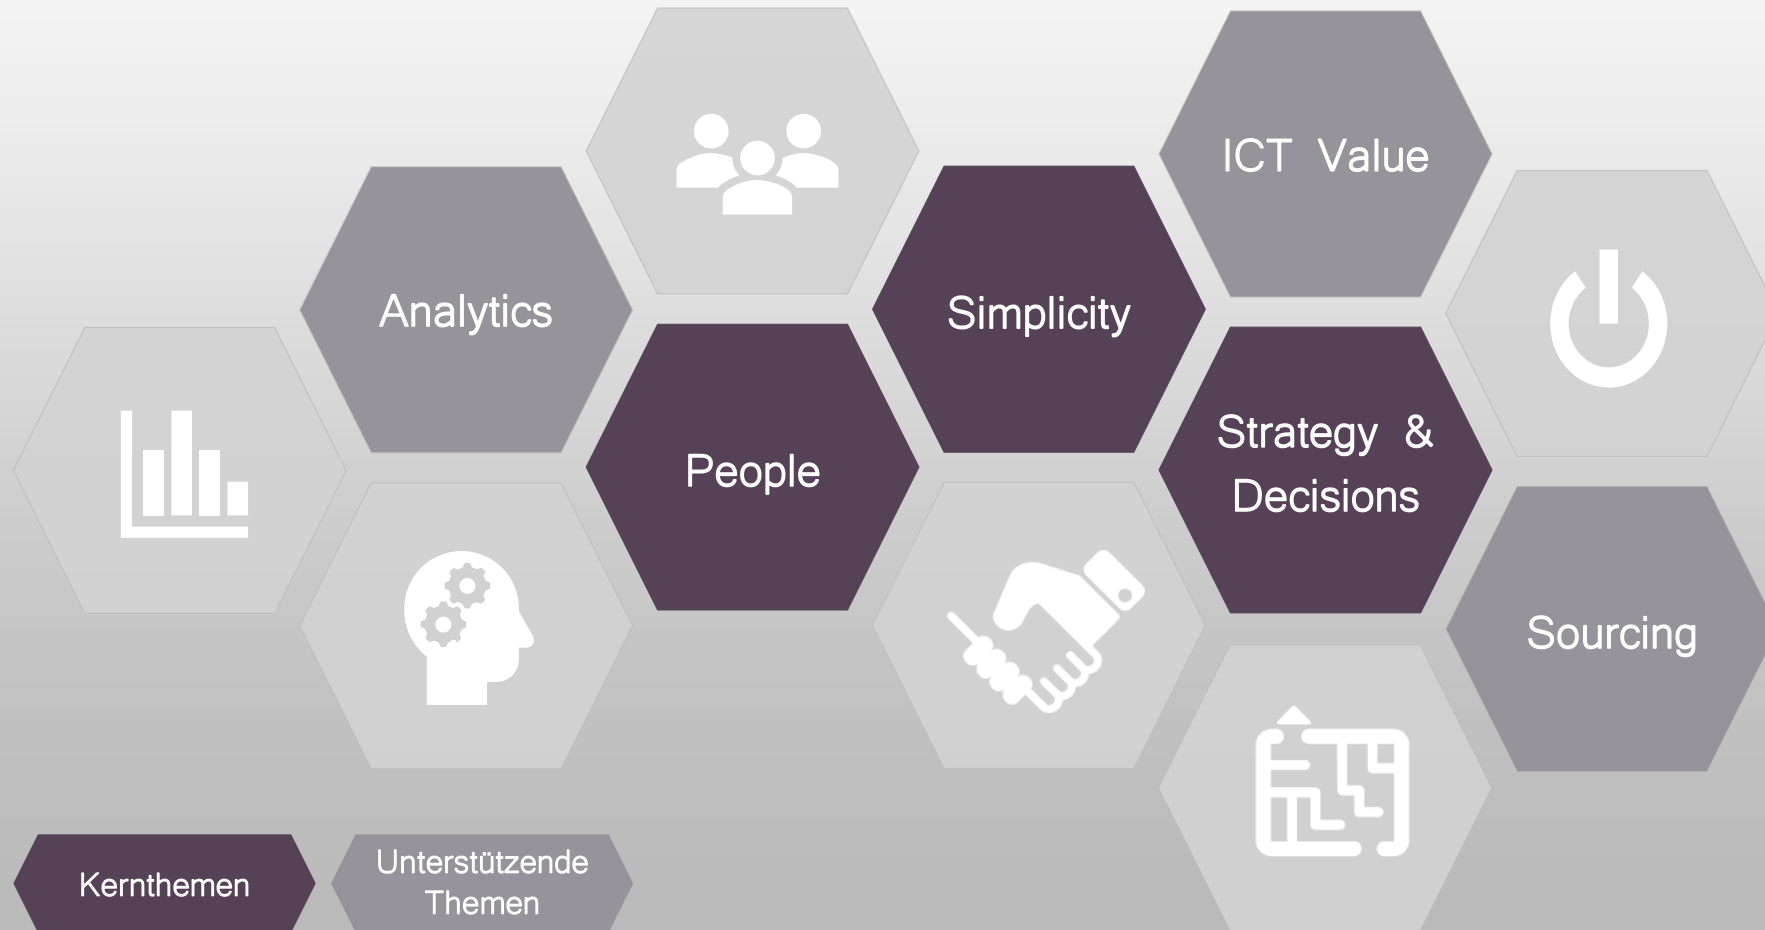 ICT Value
Analytics
Simplicity
People
Strategy &
Decisions
Sourcing
Kernthemen
Unterstützende
Themen